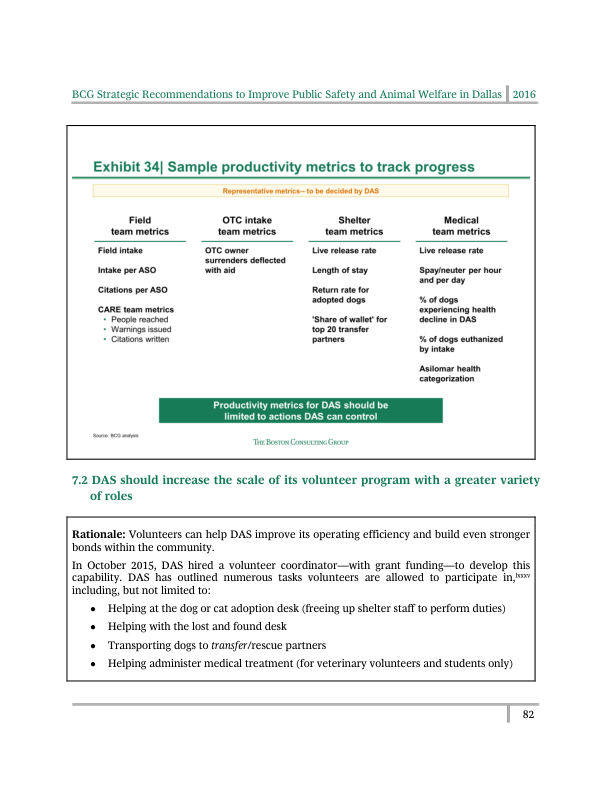 BCG Strategic Recommendations to Improve Public Safety and Animal Welfare in Dallas 2016
Exhibit 34| Sample productivity metrics to track progress
Representative metrics-- to be decided by DAS
Field
team metrics
Field intake
Intake per ASO
Citations per ASO
CARE team metrics
• People reached
• Warnings issued
• Citations written
OTC intake
team metrics
OTC owner
surrenders deflected
with aid
Shelter
team metrics
Live release rate
Length of stay
Return rate for
adopted dogs
'Share of wallet' for
top 20 transfer
partners
Medical
team metrics
Live release rate
Spay/neuter per hour
and per day
% of dogs
experiencing health
decline in DAS
% of dogs euthanized
by intake
Asilomar health
categorization
Productivity metrics for DAS should be
limited to actions DAS can control
Source: BCG analysis
THE BOSTON CONSULTING GROUP
7.2 DAS should increase the scale of its volunteer program with a greater variety
of roles
Rationale: Volunteers can help DAS improve its operating efficiency and build even stronger
bonds within the community.
In October 2015, DAS hired a volunteer coordinator—with grant funding—to develop this
capability. DAS has outlined numerous tasks volunteers are allowed to participate in,lxxxv
including, but not limited to:
• Helping at the dog or cat adoption desk (freeing up shelter staff to perform duties)
• Helping with the lost and found desk
• Transporting dogs to transfer/rescue partners
• Helping administer medical treatment (for veterinary volunteers and students only)
82